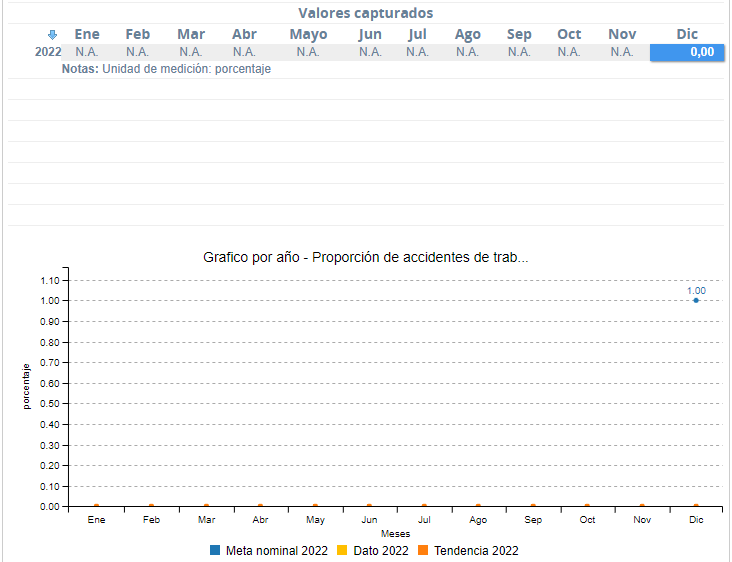 Valores capturados
Ene Feb Mar Abr Mayo Jun Jul Ago Sep Oct Nov Dic
2022 N.A. N.A. N.A. N.A. N.A. N.A. N.A. N.A. N.A. N.A. N.A. 0,00
Notas: Unidad de medición: porcentaje
Grafico por año - Proporción de accidentes de trab...
1.10
1.00
1.00
0.80
0.70
0.60
0.50
0.40
0.30
0.20
0.10
0.00
porcentaje
Ene Feb Mar Abr May Jun Jul Ago Sep Oct Nov Dic
Meses
Meta nominal 2022 Dato 2022 Tendencia 2022